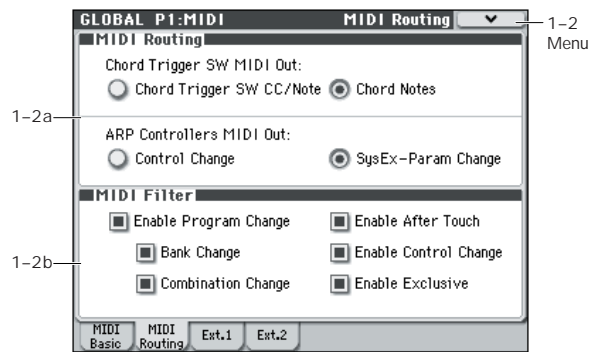 GLOBAL P1:MIDI MIDI Routing
1–2
Menu
MIDI Routing
Chord Trigger SW MIDI Out:
Chord Trigger SW CC/Note Chord Notes
1–2a
ARP Controllers MIDI Out:
Control Change SysEx-Param Change
MIDI Filter
Enable Program Change Enable After Touch
1–2b
Bank Change Enable Control Change
Combination Change Enable Exclusive
MIDI Basic MIDI Routing Ext.1 Ext.2